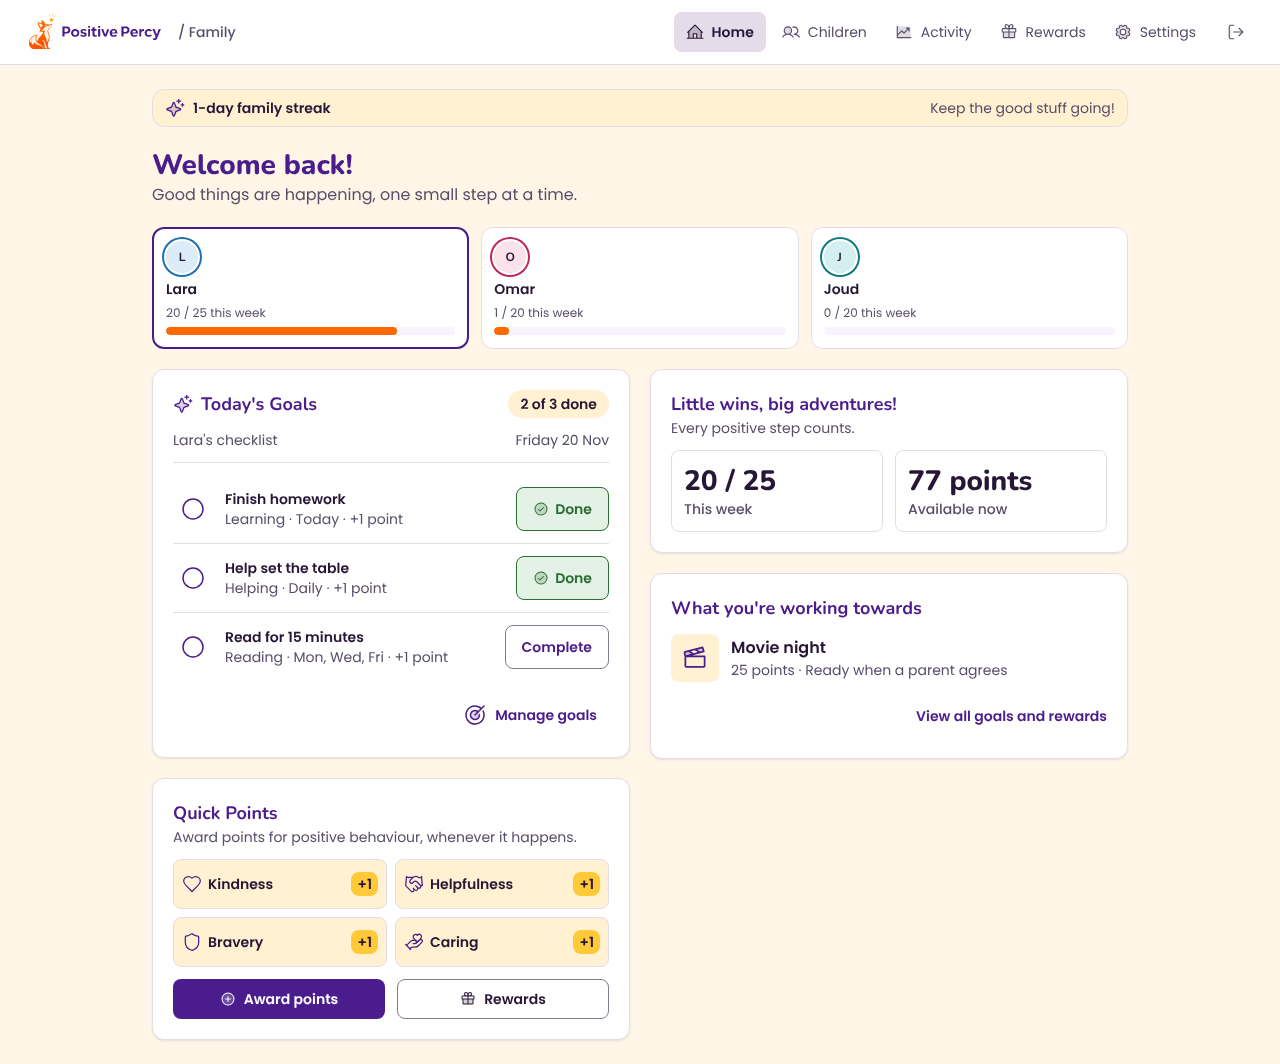 Positive Percy / Family
Home
Children
Activity
Rewards
Settings
1-day family streak
Keep the good stuff going!
Welcome back!
Good things are happening, one small step at a time.
L
Lara
20 / 25 this week
O
Omar
1 / 20 this week
J
Joud
0 / 20 this week
Today's Goals
2 of 3 done
Lara's checklist
Friday 20 Nov
Finish homework
Learning · Today · +1 point
Done
Help set the table
Helping · Daily · +1 point
Done
Read for 15 minutes
Reading · Mon, Wed, Fri · +1 point
Complete
Manage goals
Little wins, big adventures!
Every positive step counts.
20 / 25
This week
77 points
Available now
What you're working towards
Movie night
25 points · Ready when a parent agrees
View all goals and rewards
Quick Points
Award points for positive behaviour, whenever it happens.
Kindness +1
Helpfulness +1
Bravery +1
Caring +1
Award points
Rewards